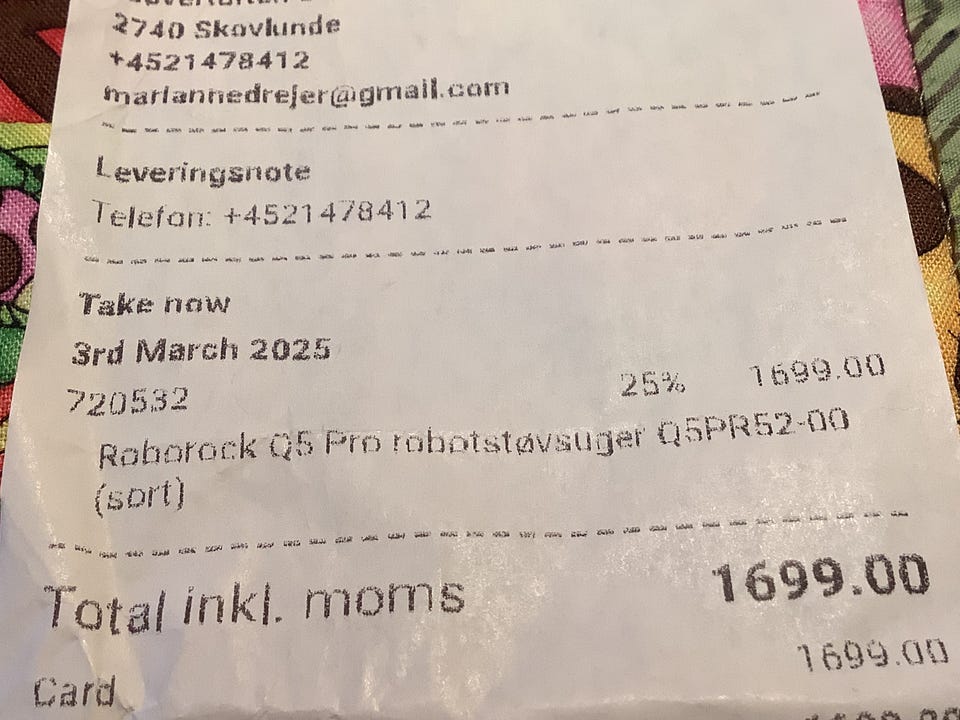 2740 Skovlunde
+4521478412
mariannedrejer@gmail.com
Leveringsnote
Telefon: +4521478412
Take now
3rd March 2025
720532 25% 1699.00
Roborock Q5 Pro robotstøvsuger Q5PR52-00
(sort)
Total inkl. moms 1699.00
1699.00
Card